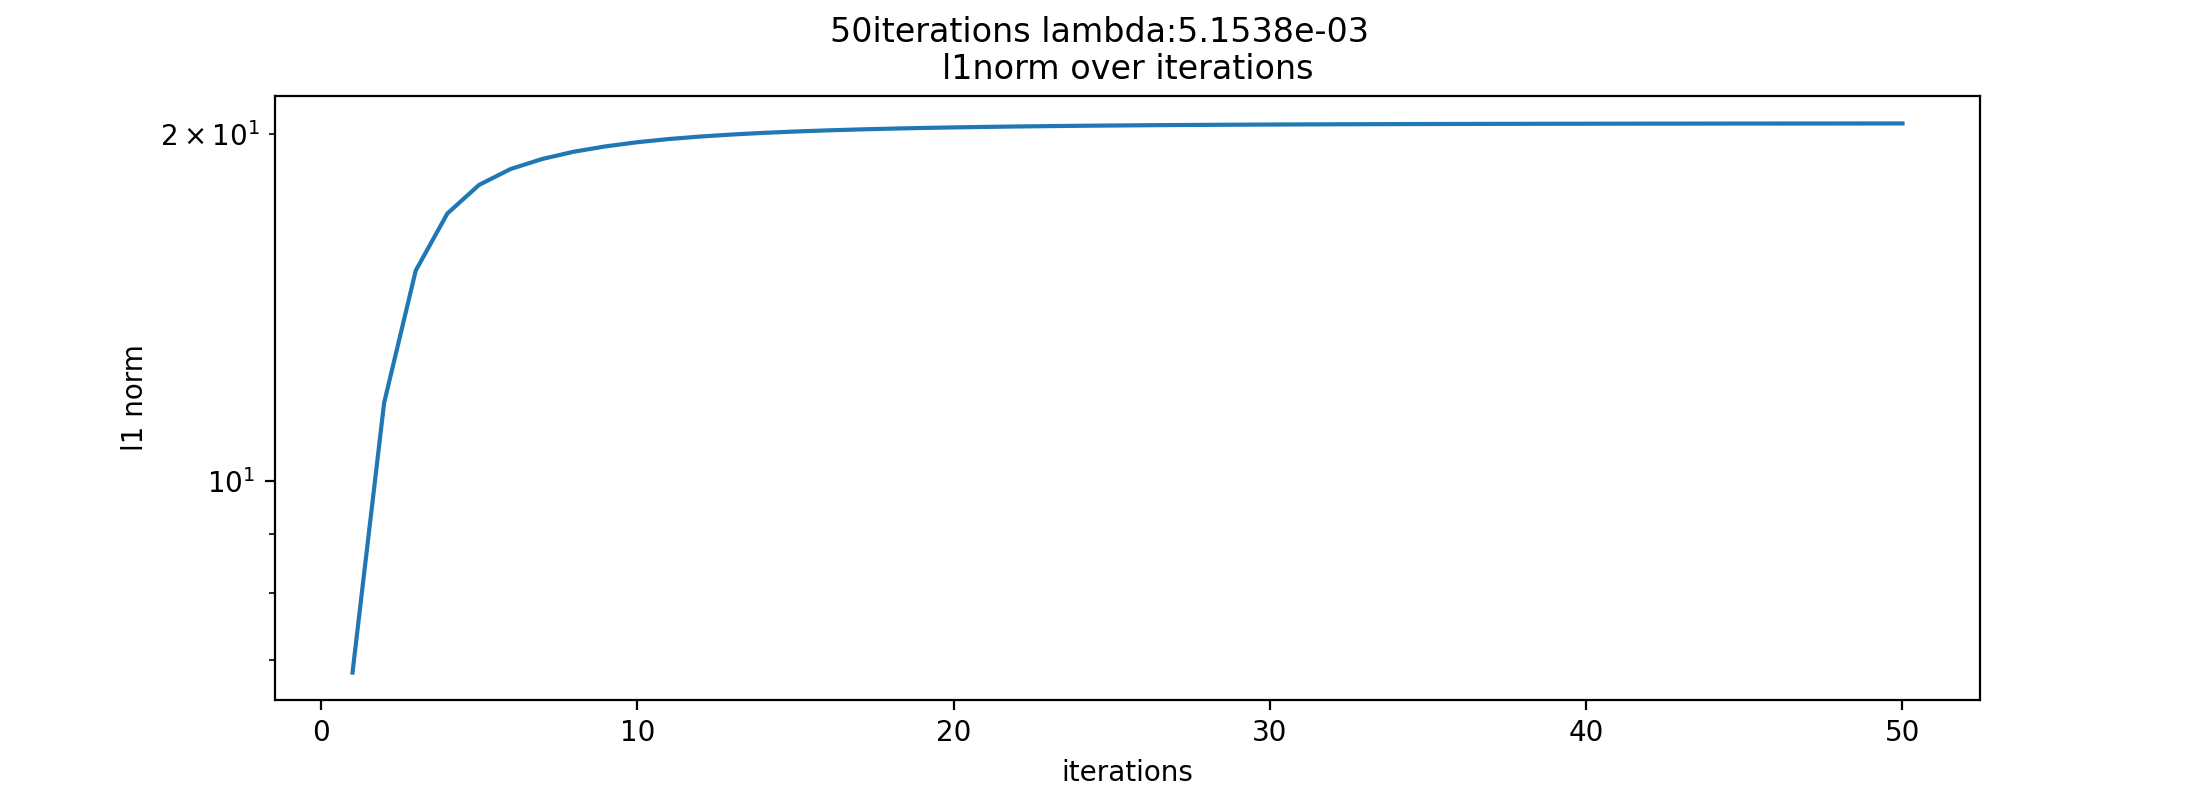 50iterations lambda:5.1538e-03
l1norm over iterations
2 × 10¹
10¹
l1 norm
0 10 20 30 40 50
iterations